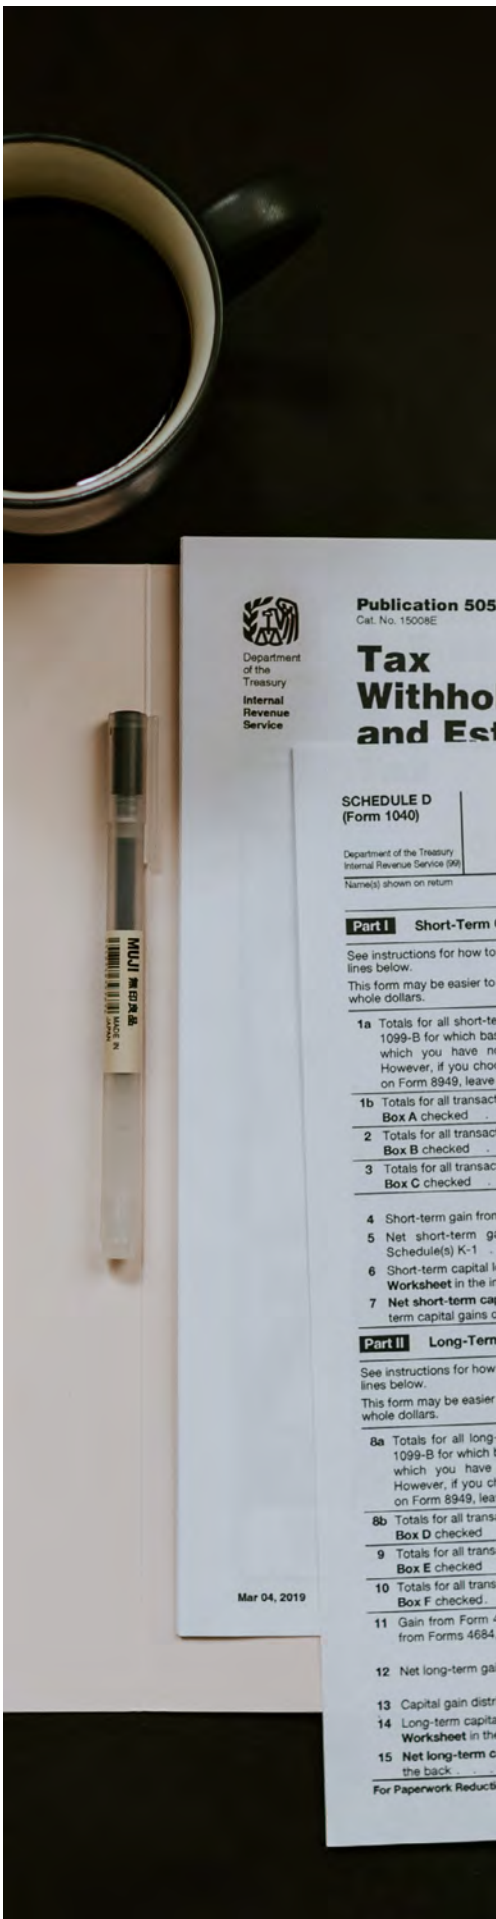 Publication 505
Cat. No. 15008E
Department
of the
Treasury
Internal
Revenue
Service
Tax
Withho
and Est
SCHEDULE D
(Form 1040)
Department of the Treasury
Internal Revenue Service (99)
Name(s) shown on return
Part I Short-Term
See instructions for how to
lines below.
This form may be easier to
whole dollars.
1a Totals for all short-te
1099-B for which bas
which you have no
However, if you choo
on Form 8949, leave
1b Totals for all transact
Box A checked .
2 Totals for all transact
Box B checked .
3 Totals for all transac
Box C checked .
4 Short-term gain from
5 Net short-term ga
Schedule(s) K-1 .
6 Short-term capital l
Worksheet in the in
7 Net short-term cap
term capital gains o
Part II Long-Term
See instructions for how
lines below.
This form may be easier
whole dollars.
8a Totals for all long-
1099-B for which b
which you have
However, if you ch
on Form 8949, lea
8b Totals for all transa
Box D checked
9 Totals for all trans
Box E checked
10 Totals for all trans
Box F checked .
11 Gain from Form 4
from Forms 4684,
12 Net long-term gai
13 Capital gain distr
14 Long-term capita
Worksheet in the
15 Net long-term c
the back . . .
For Paperwork Reducti
Mar 04, 2019
MUJI 無印良品
MADE IN
JAPAN